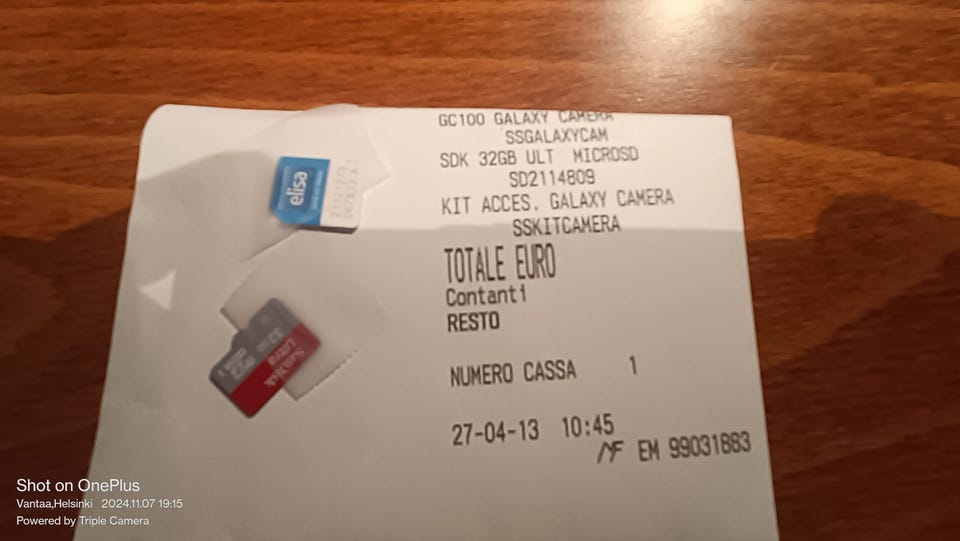 GC100 GALAXY CAMERA
SSGALAXYCAM
SDK 32GB ULT MICROSD
SD2114809
KIT ACCES. GALAXY CAMERA
SSKITCAMERA
TOTALE EURO
Contanti
RESTO
NUMERO CASSA 1
27-04-13 10:45
MF EM 99031883
elisa
SanDisk
Ultra
32GB
Shot on OnePlus
Vantaa,Helsinki 2024.11.07 19:15
Powered by Triple Camera